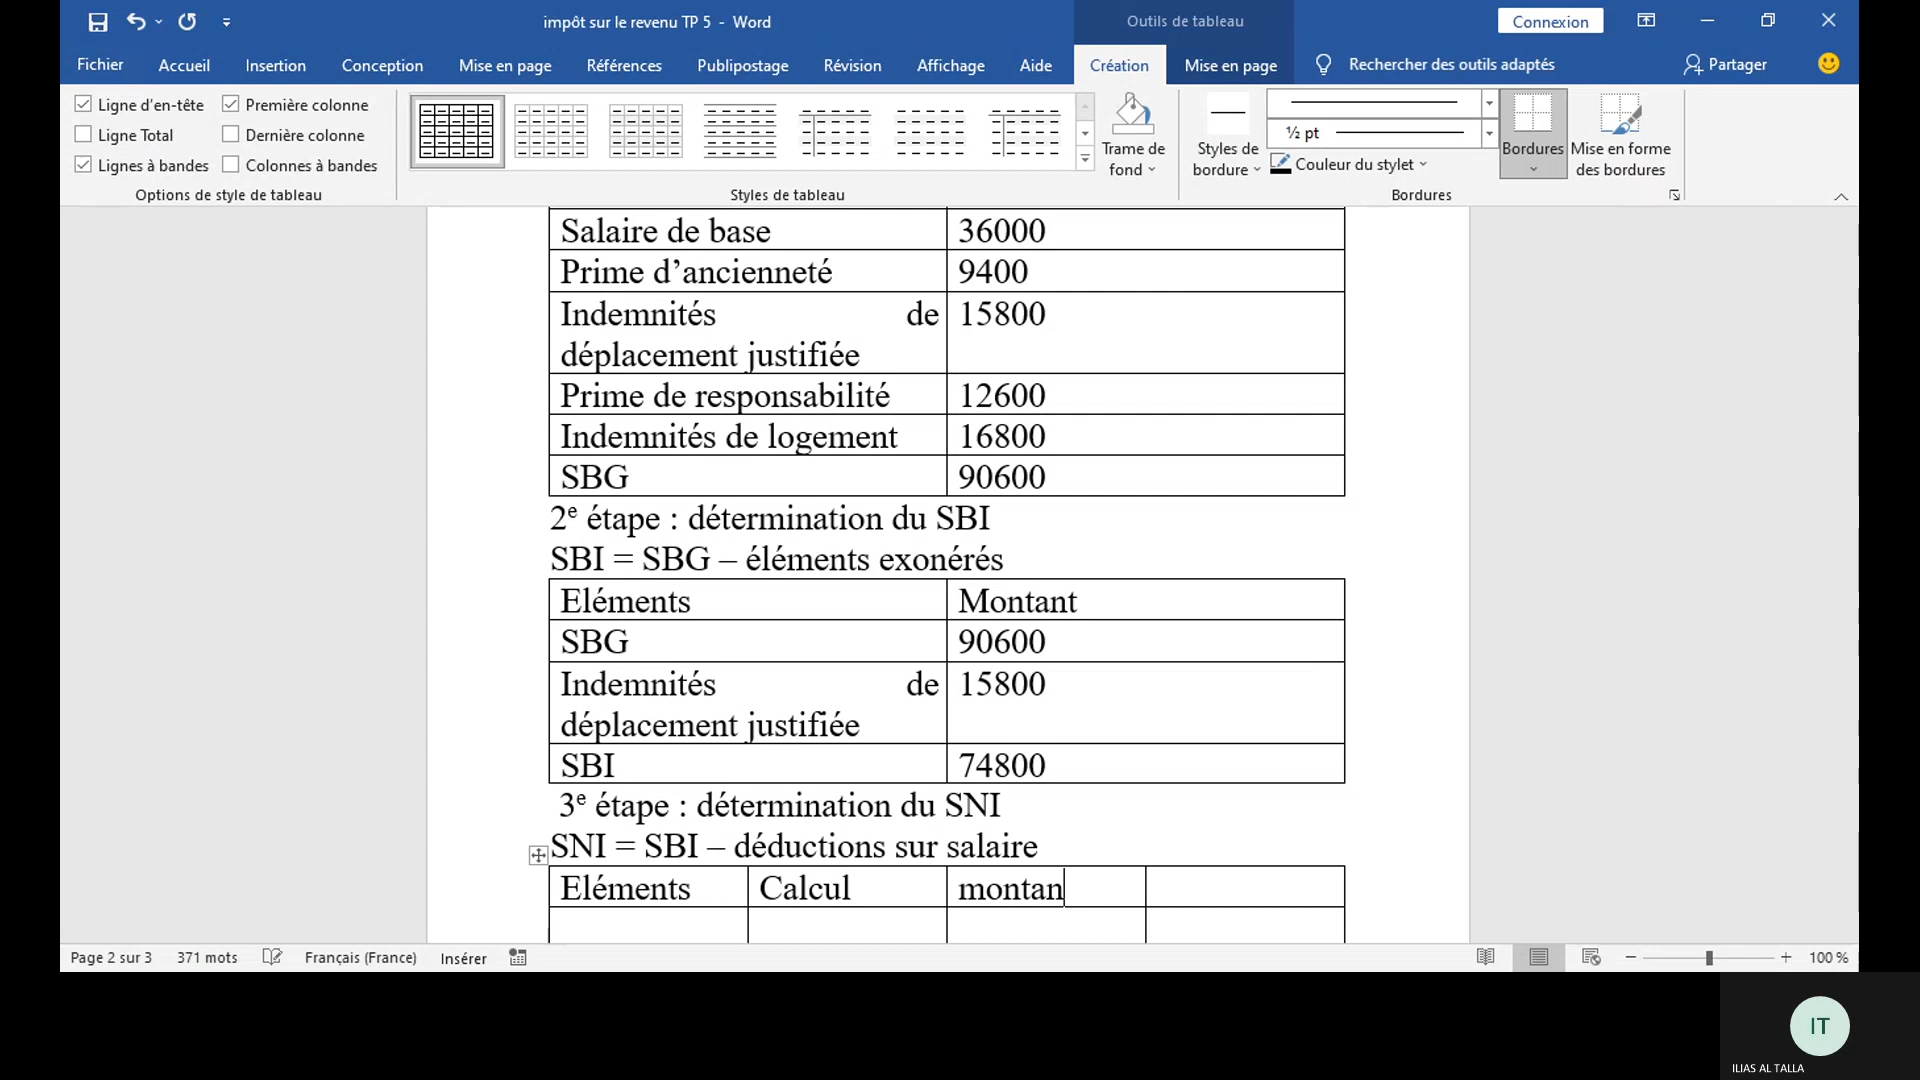 impôt sur le revenu TP 5 - Word
Outils de tableau
Connexion
Fichier Accueil Insertion Conception Mise en page Références Publipostage Révision Affichage Aide Création Mise en page Rechercher des outils adaptés Partager
Ligne d'en-tête Première colonne
Ligne Total Dernière colonne
Lignes à bandes Colonnes à bandes
Options de style de tableau
Styles de tableau
Trame de fond
Styles de bordure
½ pt
Couleur du stylet
Bordures
Mise en forme des bordures
Bordures
Salaire de base 36000
Prime d’ancienneté 9400
Indemnités de 15800
déplacement justifiée
Prime de responsabilité 12600
Indemnités de logement 16800
SBG 90600
2e étape : détermination du SBI
SBI = SBG – éléments exonérés
Eléments Montant
SBG 90600
Indemnités de 15800
déplacement justifiée
SBI 74800
3e étape : détermination du SNI
SNI = SBI – déductions sur salaire
Eléments Calcul montan
Page 2 sur 3 371 mots Français (France) Insérer 100 %
IT
ILIAS AL TALLA